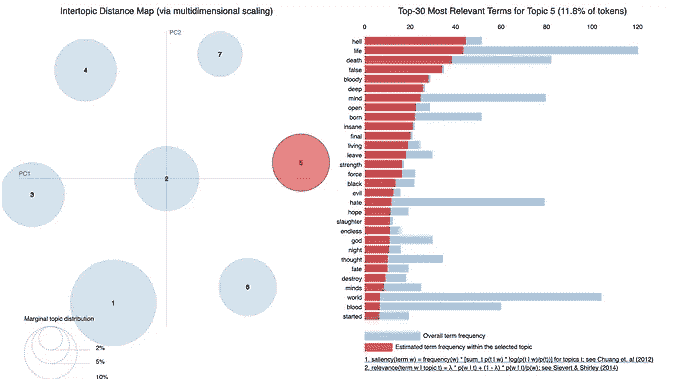 Intertopic Distance Map (via multidimensional scaling)
PC2
PC1
4
7
5
2
3
6
1
Marginal topic distribution
2%
5%
10%
Top-30 Most Relevant Terms for Topic 5 (11.8% of tokens)
0 20 40 60 80 100 120
hell
life
death
false
bloody
deep
mind
open
born
insane
final
living
leave
strength
force
black
evil
hate
hope
slaughter
endless
god
night
thought
fate
destroy
minds
world
blood
started
Overall term frequency
Estimated term frequency within the selected topic
1. saliency(term w) = frequency(w) * [sum_t p(t | w) * log(p(t | w)/p(t))] for topics t; see Chuang et. al (2012)
2. relevance(term w | topic t) = λ * p(w | t) + (1 - λ) * p(w | t)/p(w); see Sievert & Shirley (2014)